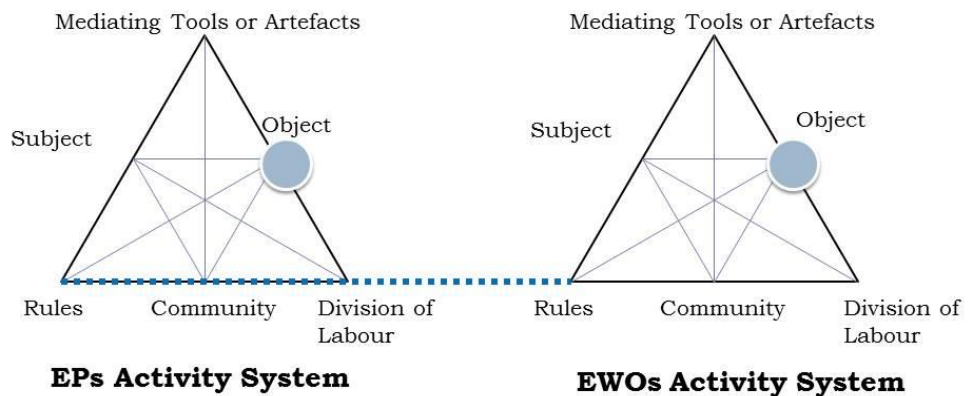 Mediating Tools or Artefacts
Subject
Object
Rules
Community
Division of
Labour
EPs Activity System
Mediating Tools or Artefacts
Subject
Object
Rules
Community
Division of
Labour
EWOs Activity System